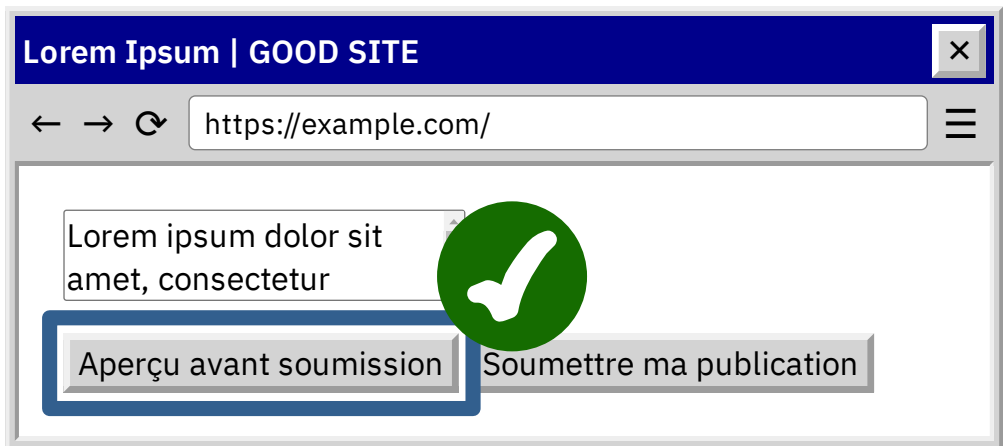 Lorem Ipsum | GOOD SITE
https://example.com/
Lorem ipsum dolor sit
amet, consectetur
Aperçu avant soumission
Soumettre ma publication